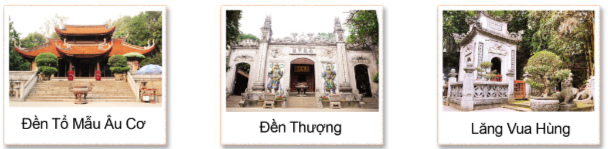 Đền Tổ Mẫu Âu Cơ
Đền Thượng
Lăng Vua Hùng